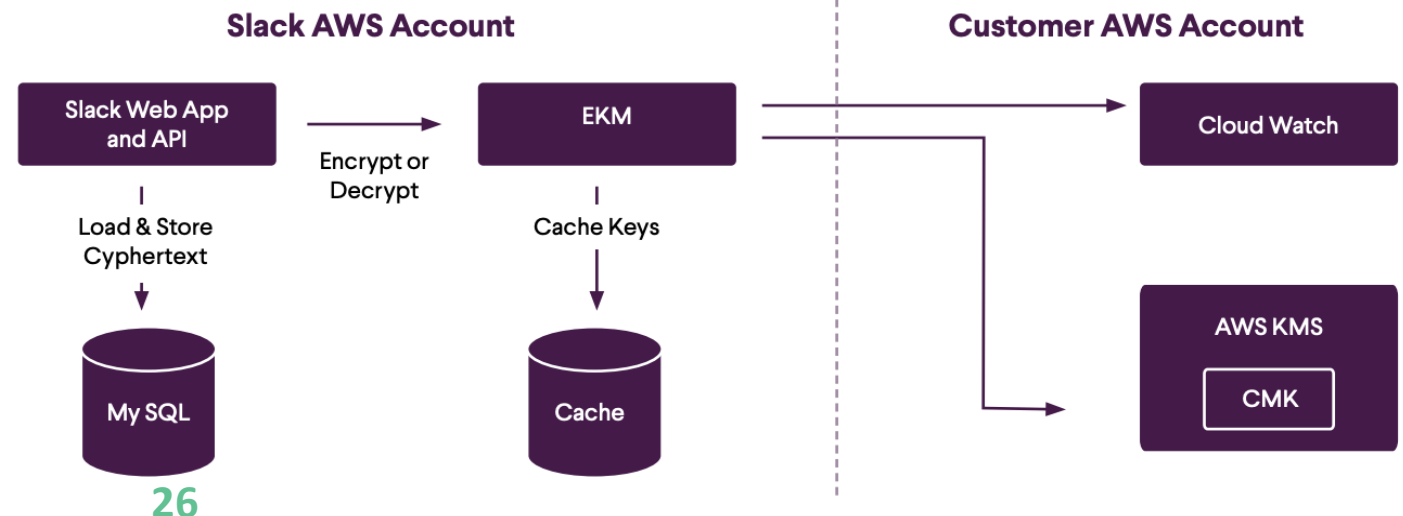 Slack AWS Account
Customer AWS Account
Slack Web App
and API
Encrypt or
Decrypt
EKM
Cloud Watch
Load & Store
Cyphertext
Cache Keys
My SQL
Cache
AWS KMS
CMK
26